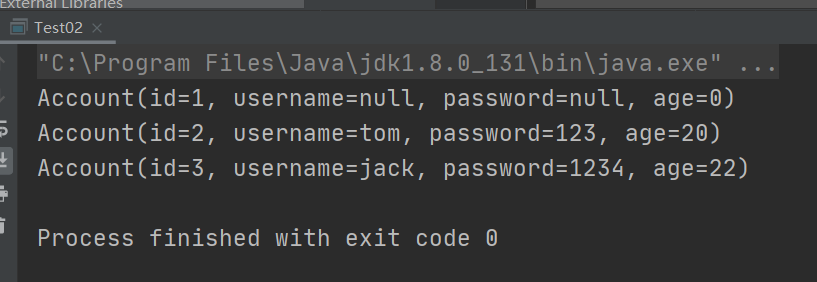 External Libraries
Test02
"C:\Program Files\Java\jdk1.8.0_131\bin\java.exe" ...
Account(id=1, username=null, password=null, age=0)
Account(id=2, username=tom, password=123, age=20)
Account(id=3, username=jack, password=1234, age=22)
Process finished with exit code 0